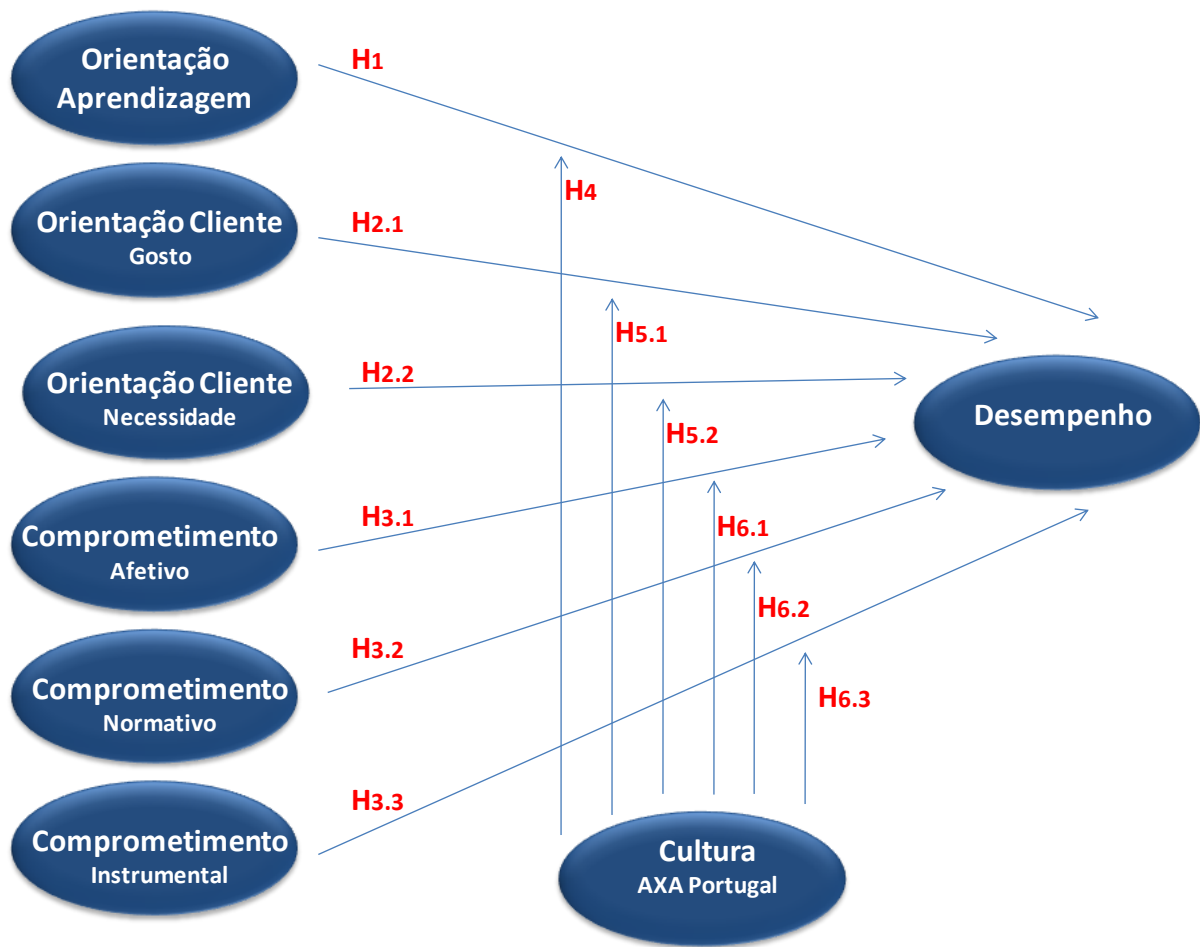 Orientação
Aprendizagem
H1
H4
Orientação Cliente
Gosto
H2.1
H5.1
Orientação Cliente
Necessidade
H2.2
H5.2
Desempenho
Comprometimento
Afetivo
H3.1
H6.1
H6.2
Comprometimento
Normativo
H3.2
H6.3
Comprometimento
Instrumental
H3.3
Cultura
AXA Portugal